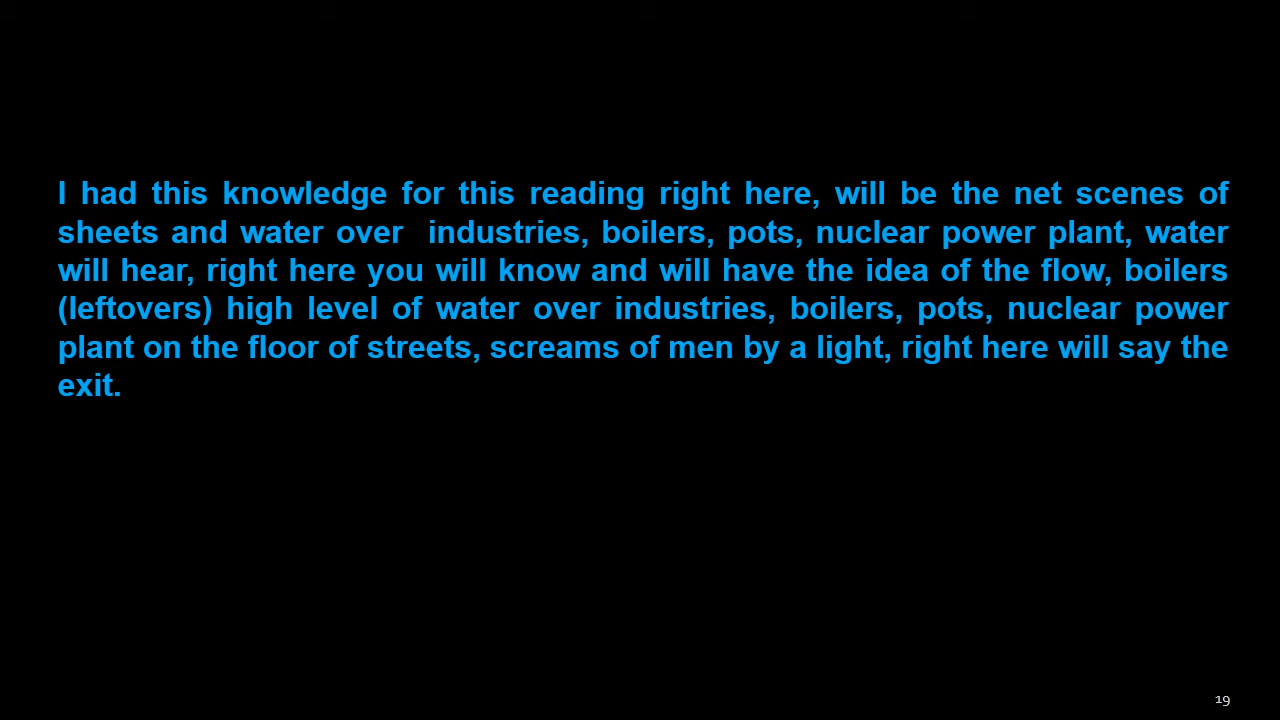 I had this knowledge for this reading right here, will be the net scenes of
sheets and water over  industries, boilers, pots, nuclear power plant, water
will hear, right here you will know and will have the idea of the flow, boilers
(leftovers) high level of water over industries, boilers, pots, nuclear power
plant on the floor of streets, screams of men by a light, right here will say the
exit.
19